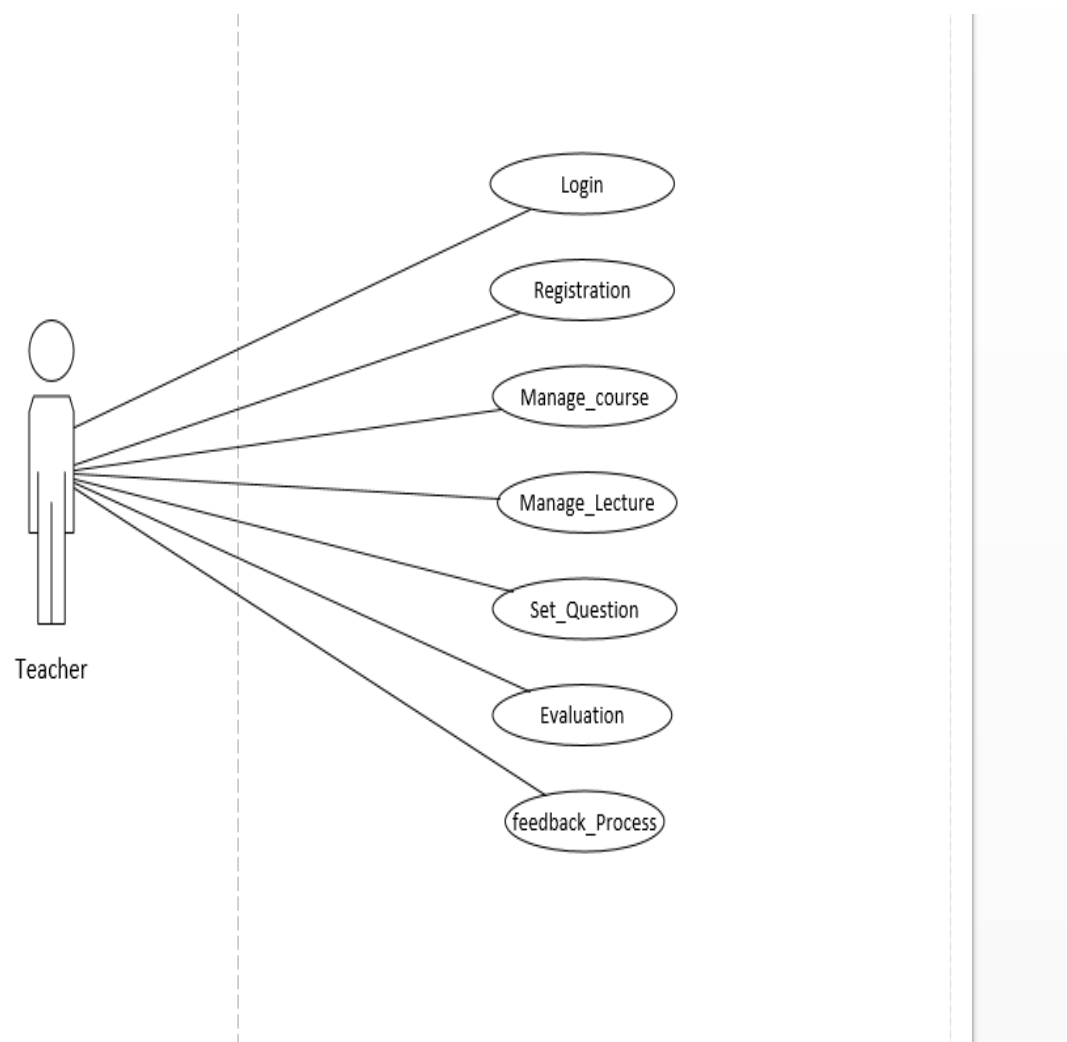 Login
Registration
Manage_course
Manage_Lecture
Set_Question
Teacher
Evaluation
feedback_Process